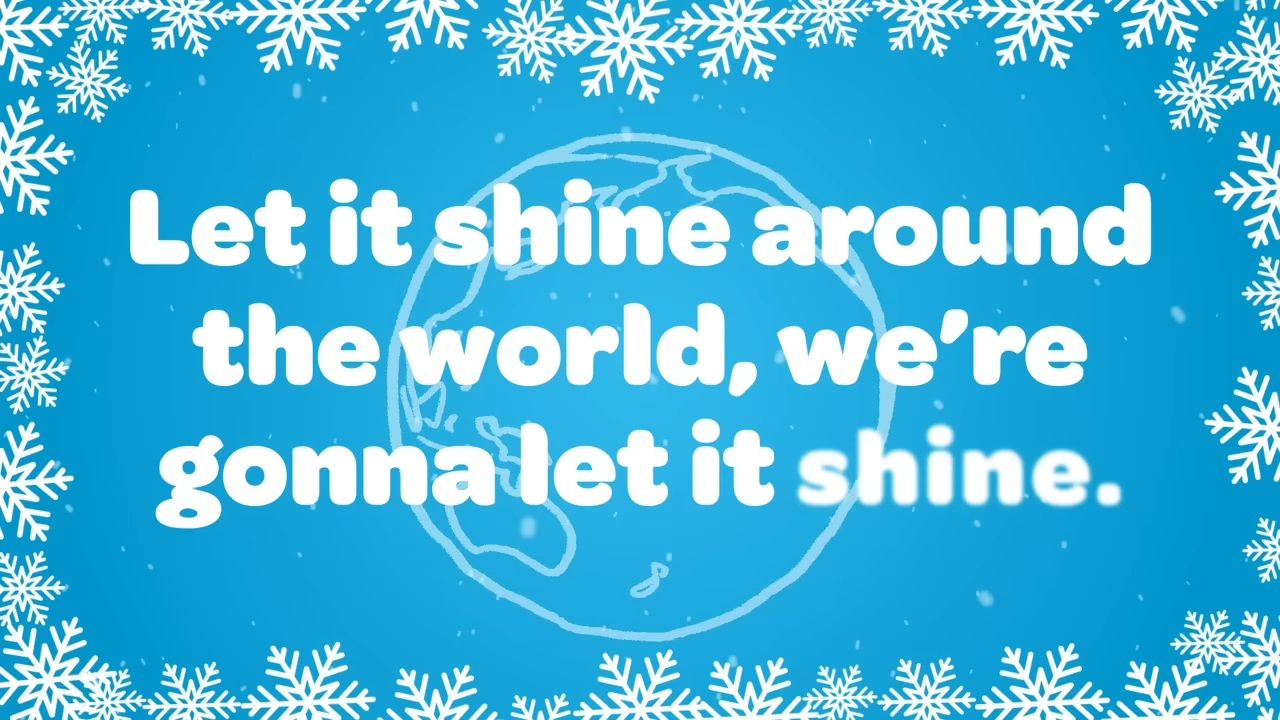 Let it shine around
the world, we’re
gonna let it shine.